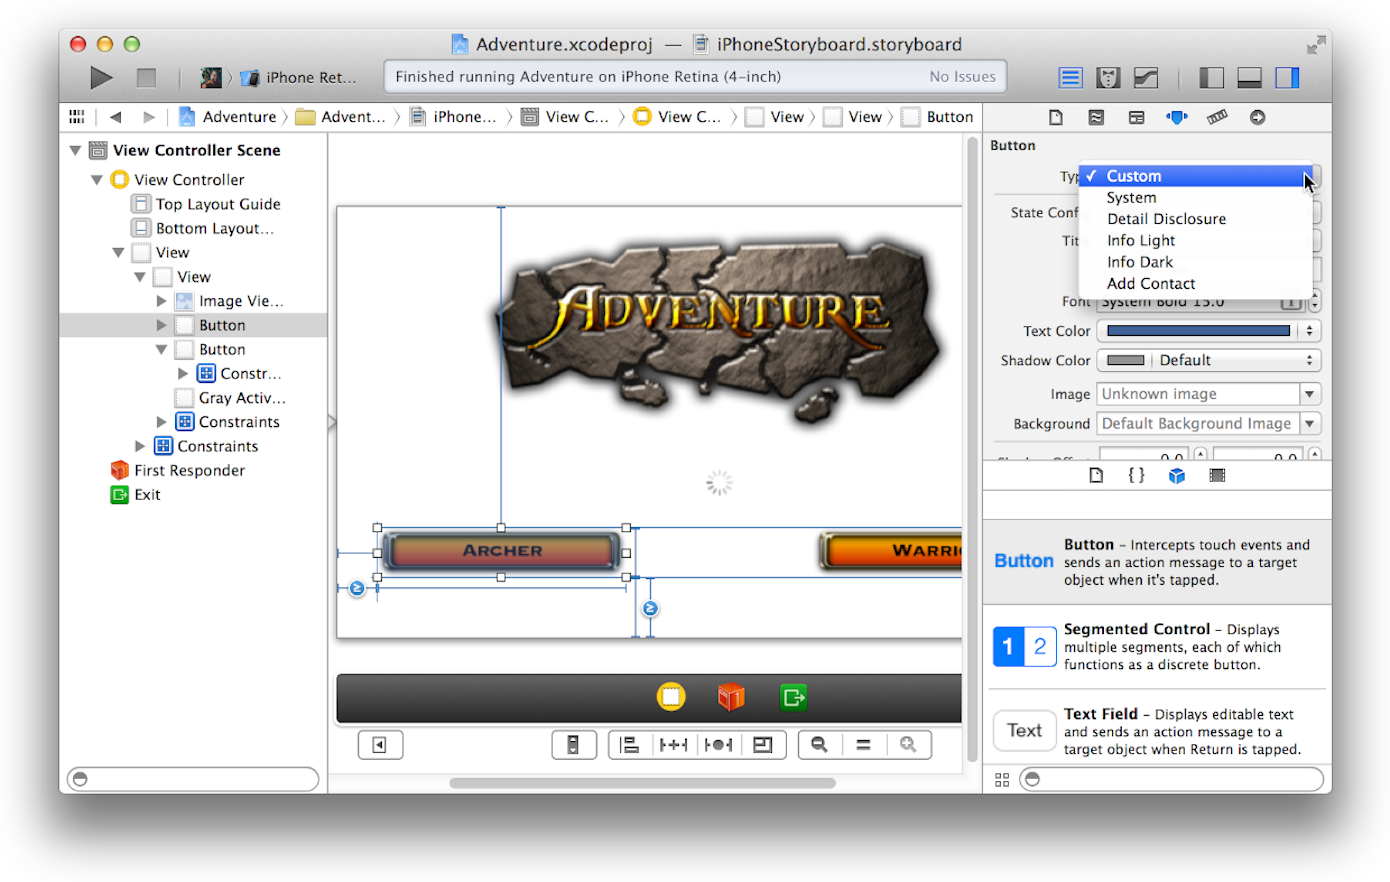 Adventure.xcodeproj — iPhoneStoryboard.storyboard
iPhone Ret...
Finished running Adventure on iPhone Retina (4-inch)
No Issues
Adventure
Advent...
iPhone...
View C...
View C...
View
View
Button
View Controller Scene
View Controller
Top Layout Guide
Bottom Layout...
View
View
Image Vie...
Button
Button
Constr...
Gray Activ...
Constraints
Constraints
First Responder
Exit
ADVENTURE
ARCHER
WARRI
Button
Typ
✓ Custom
System
Detail Disclosure
Info Light
Info Dark
Add Contact
State Conf
Tit
Font System Bold 15.0
Text Color
Shadow Color Default
Image Unknown image
Background Default Background Image
0.0 0.0
{ }
Button
Button – Intercepts touch events and
sends an action message to a target
object when it's tapped.
1 2
Segmented Control – Displays
multiple segments, each of which
functions as a discrete button.
Text
Text Field – Displays editable text
and sends an action message to a
target object when Return is tapped.